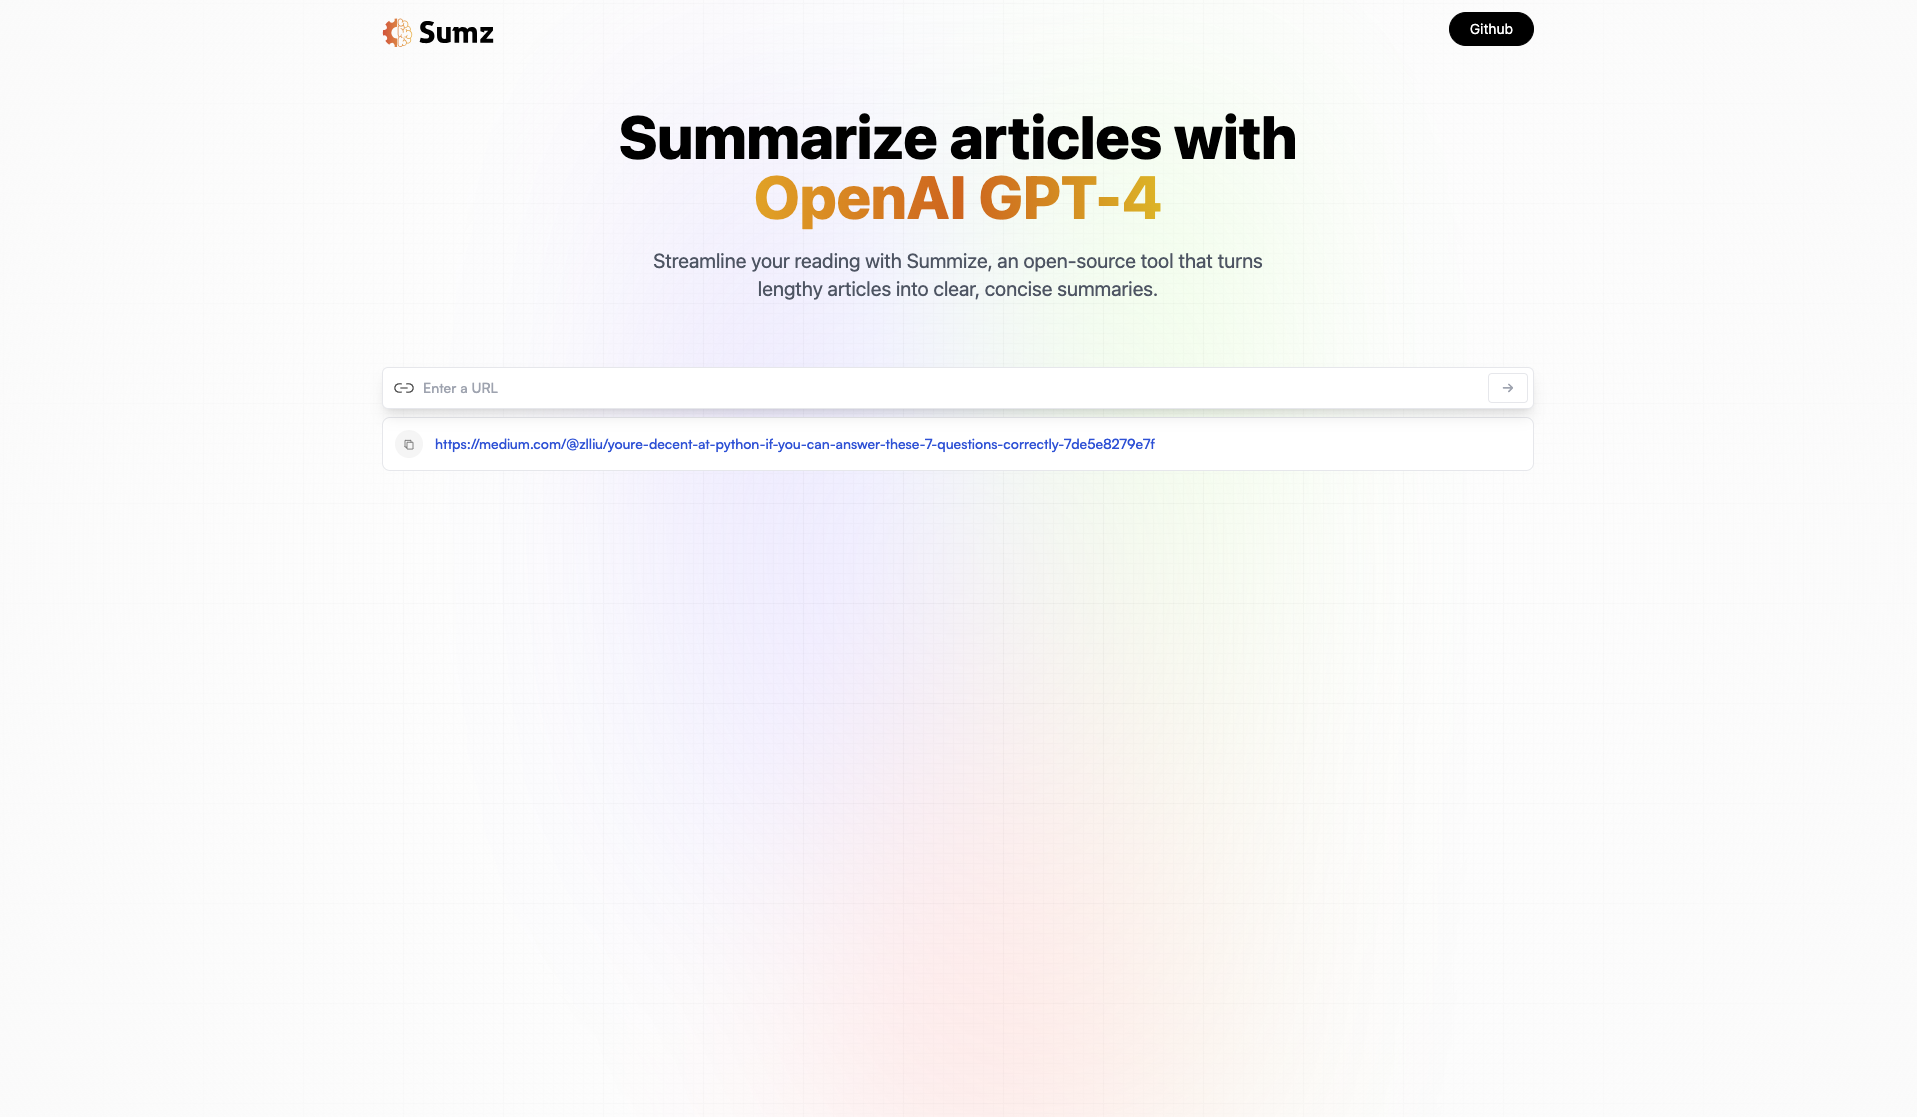 Sumz
Github
Summarize articles with
OpenAI GPT-4
Streamline your reading with Summize, an open-source tool that turns
lengthy articles into clear, concise summaries.
Enter a URL
https://medium.com/@zlliu/youre-decent-at-python-if-you-can-answer-these-7-questions-correctly-7de5e8279e7f